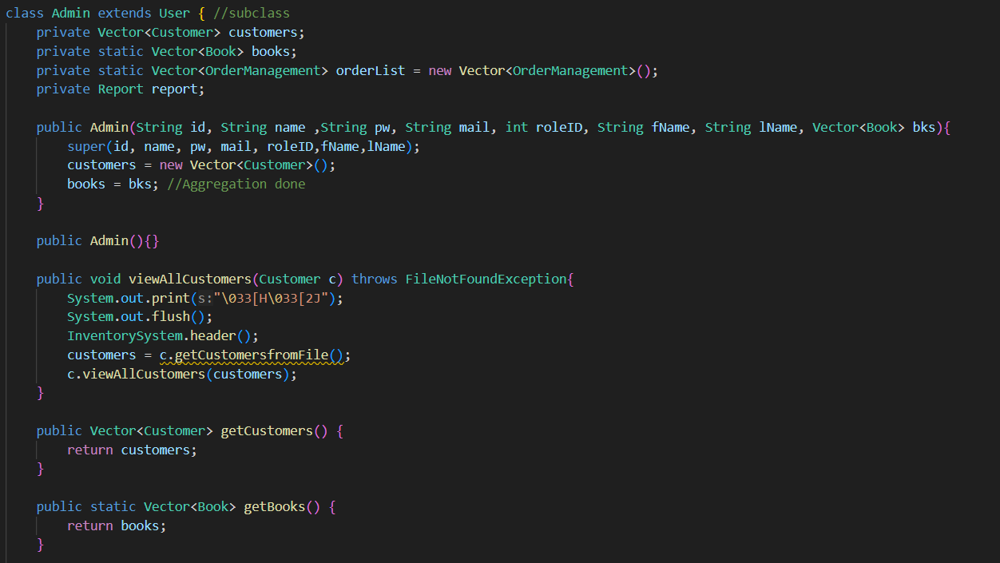 class Admin extends User { //subclass
    private Vector<Customer> customers;
    private static Vector<Book> books;
    private static Vector<OrderManagement> orderList = new Vector<OrderManagement>();
    private Report report;

    public Admin(String id, String name ,String pw, String mail, int roleID, String fName, String lName, Vector<Book> bks){
        super(id, name, pw, mail, roleID,fName,lName);
        customers = new Vector<Customer>();
        books = bks; //Aggregation done
    }

    public Admin(){}

    public void viewAllCustomers(Customer c) throws FileNotFoundException{
        System.out.print(s:"\033[H\033[2J");
        System.out.flush();
        InventorySystem.header();
        customers = c.getCustomersfromFile();
        c.viewAllCustomers(customers);
    }

    public Vector<Customer> getCustomers() {
        return customers;
    }

    public static Vector<Book> getBooks() {
        return books;
    }